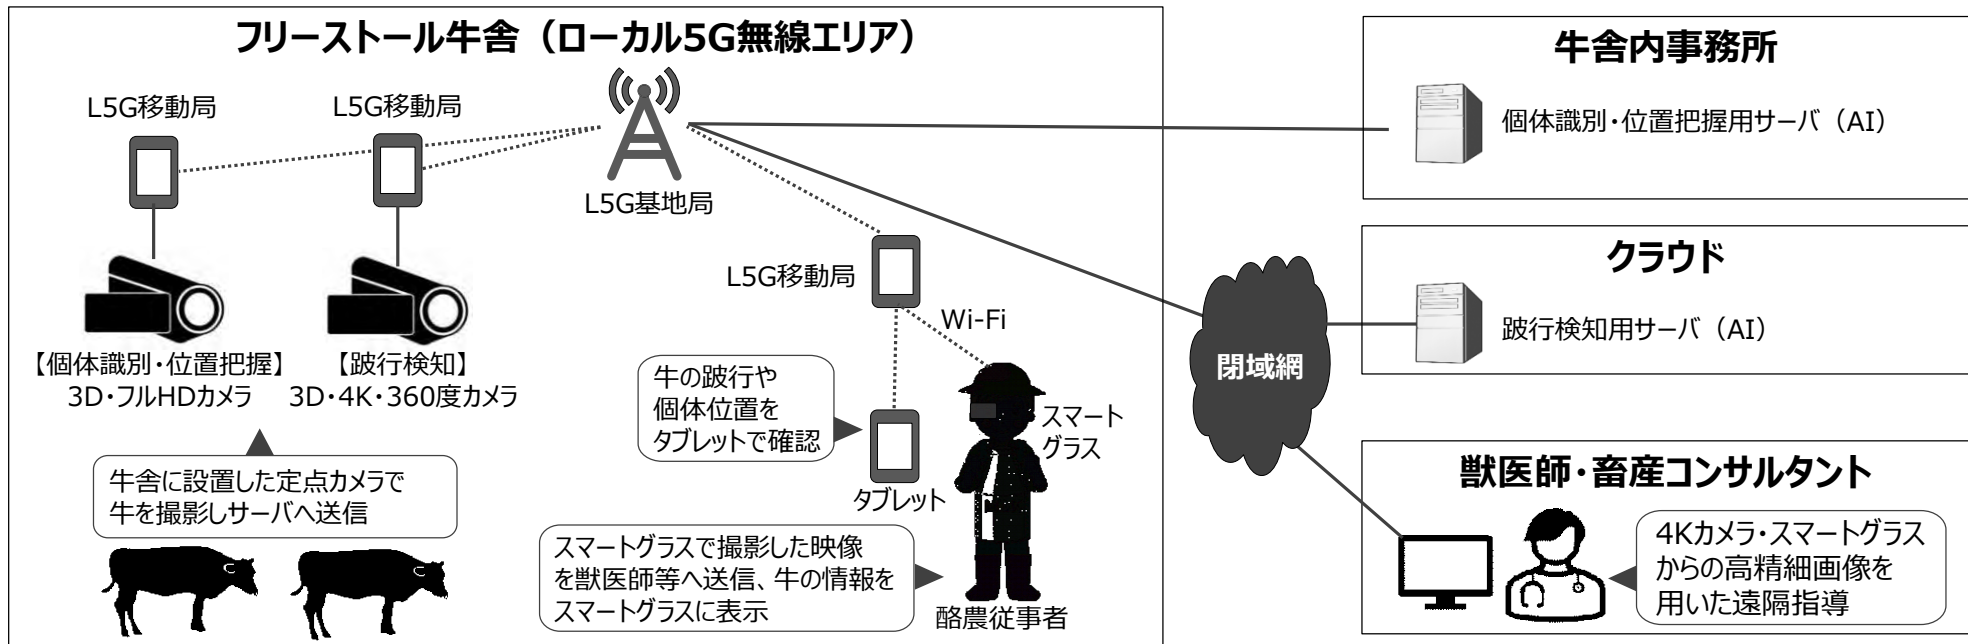 フリーストール牛舎（ローカル5G無線エリア）
L5G移動局
L5G移動局
L5G基地局
L5G移動局
Wi-Fi
【個体識別・位置把握】
3D・フルHDカメラ
【跛行検知】
3D・4K・360度カメラ
牛舎に設置した定点カメラで
牛を撮影しサーバへ送信
牛の跛行や
個体位置を
タブレットで確認
タブレット
スマート
グラス
スマートグラスで撮影した映像
を獣医師等へ送信、牛の情報を
スマートグラスに表示
酪農従事者
閉域網
牛舎内事務所
個体識別・位置把握用サーバ（AI）
クラウド
跛行検知用サーバ（AI）
獣医師・畜産コンサルタント
4Kカメラ・スマートグラス
からの高精細画像を
用いた遠隔指導